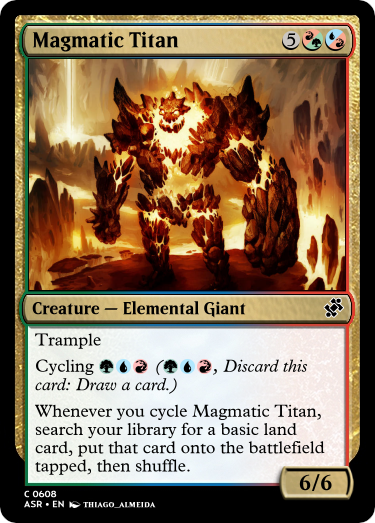 Magmatic Titan 5
Creature — Elemental Giant
Trample
Cycling (, Discard this
card: Draw a card.)
Whenever you cycle Magmatic Titan,
search your library for a basic land
card, put that card onto the battlefield
tapped, then shuffle.
6/6
C 0608
ASR • EN THIAGO_ALMEIDA